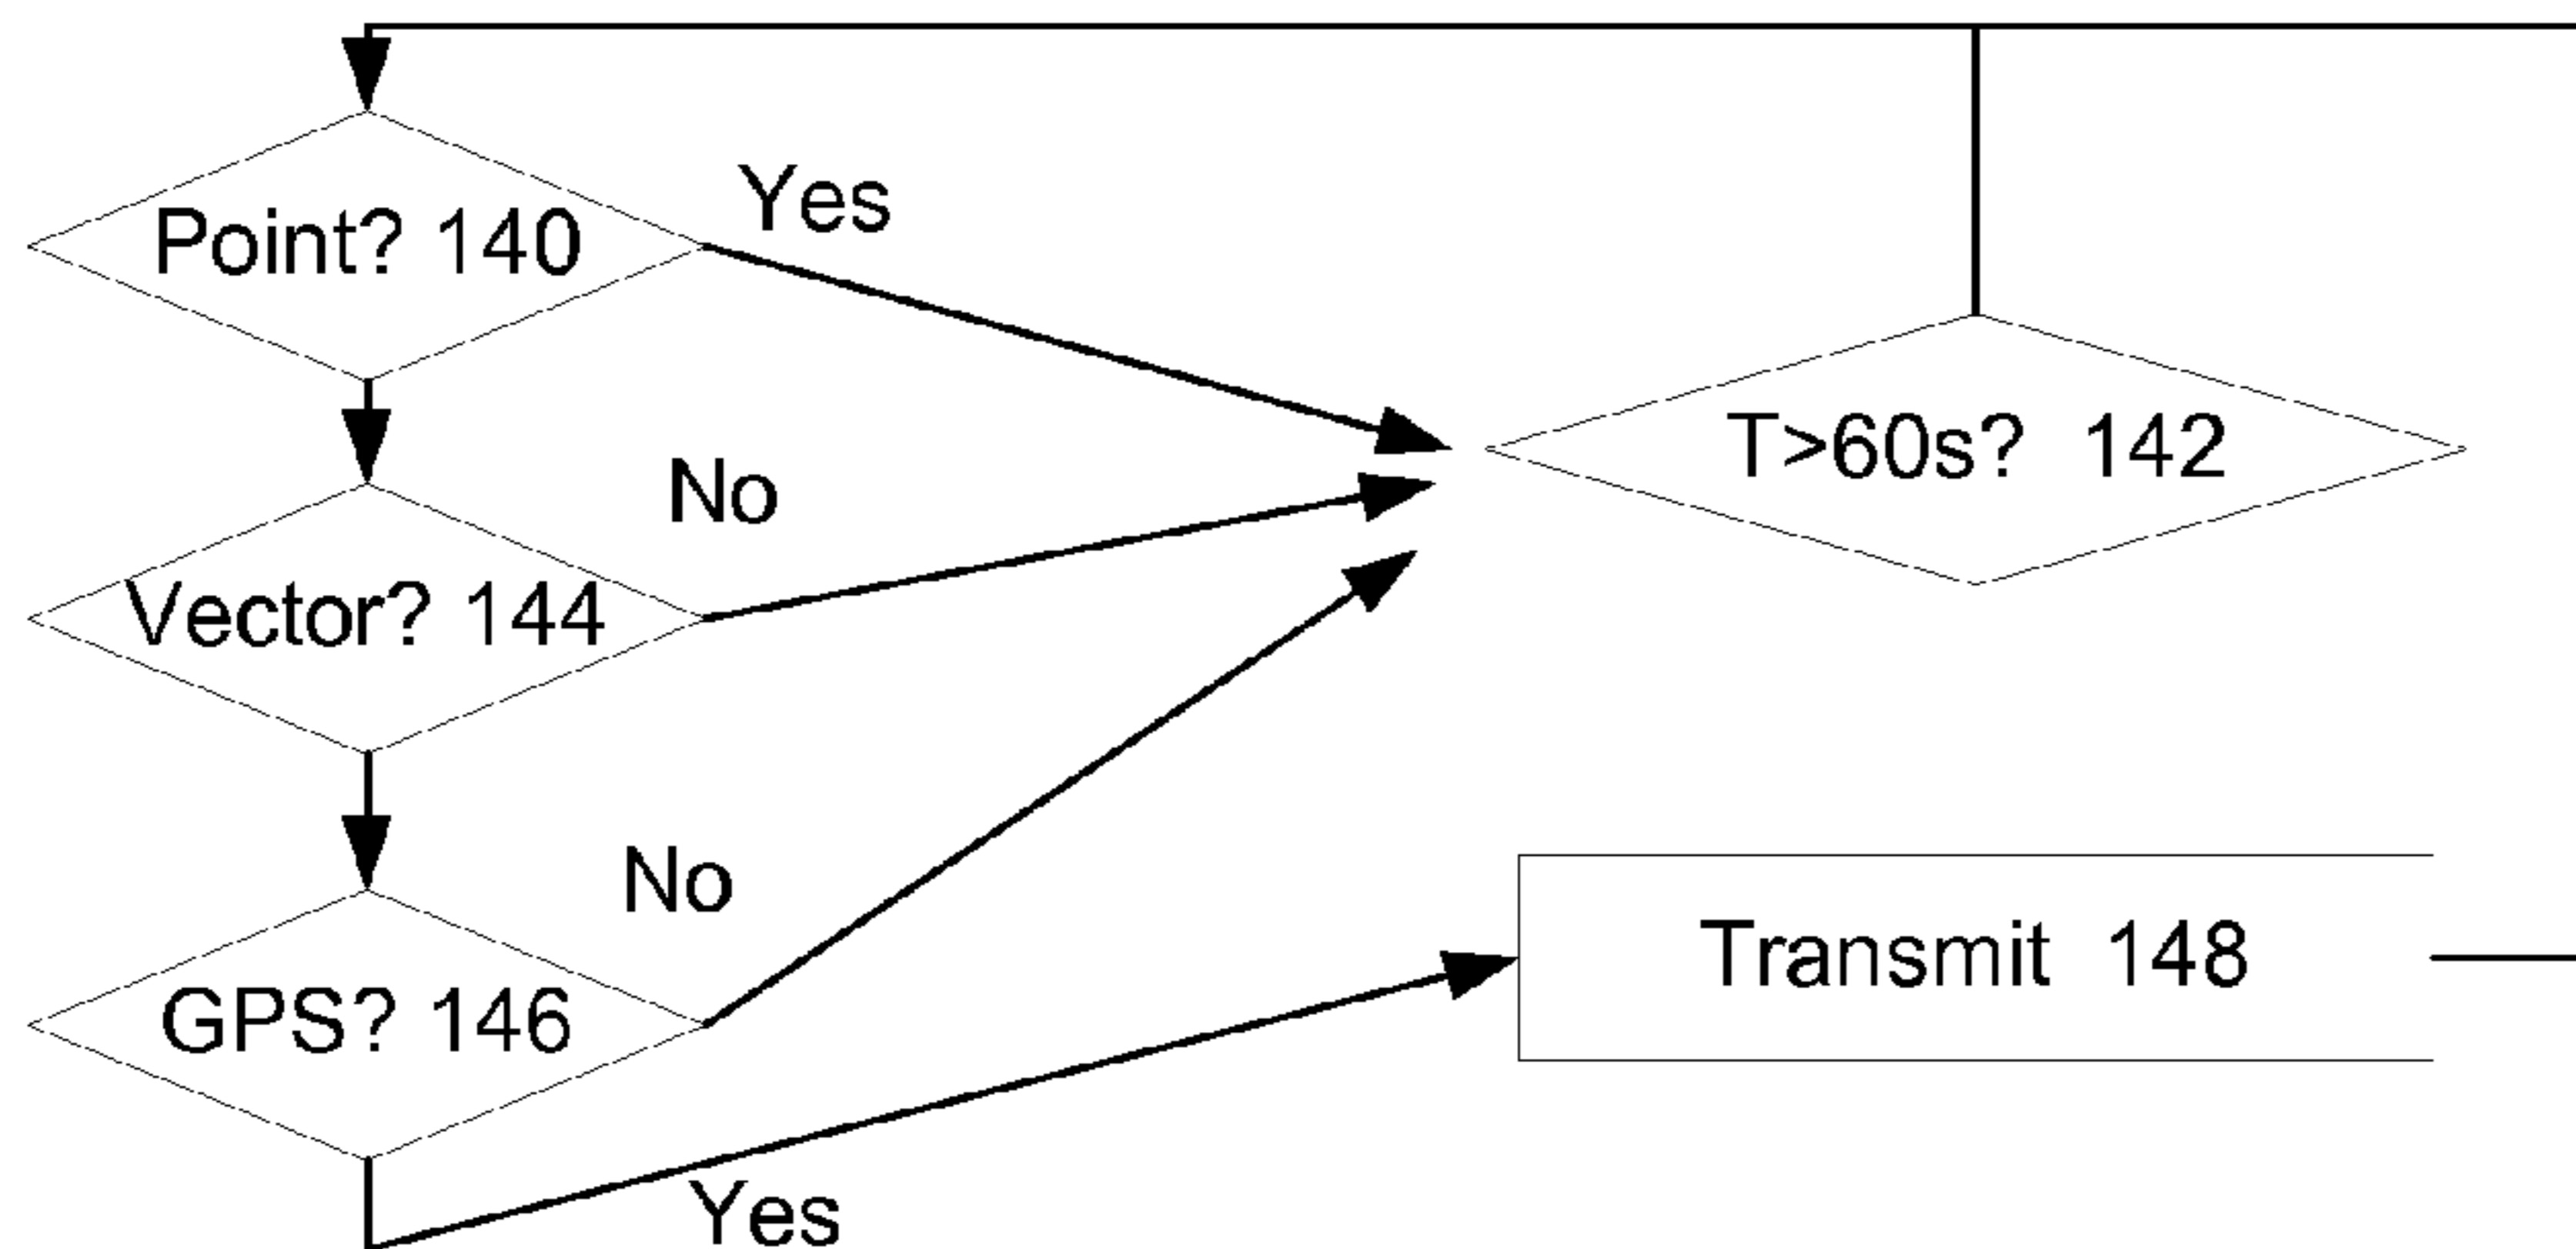 Yes
Point? 140
T>60s? 142
No
Vector? 144
No
Transmit 148
GPS? 146
Yes